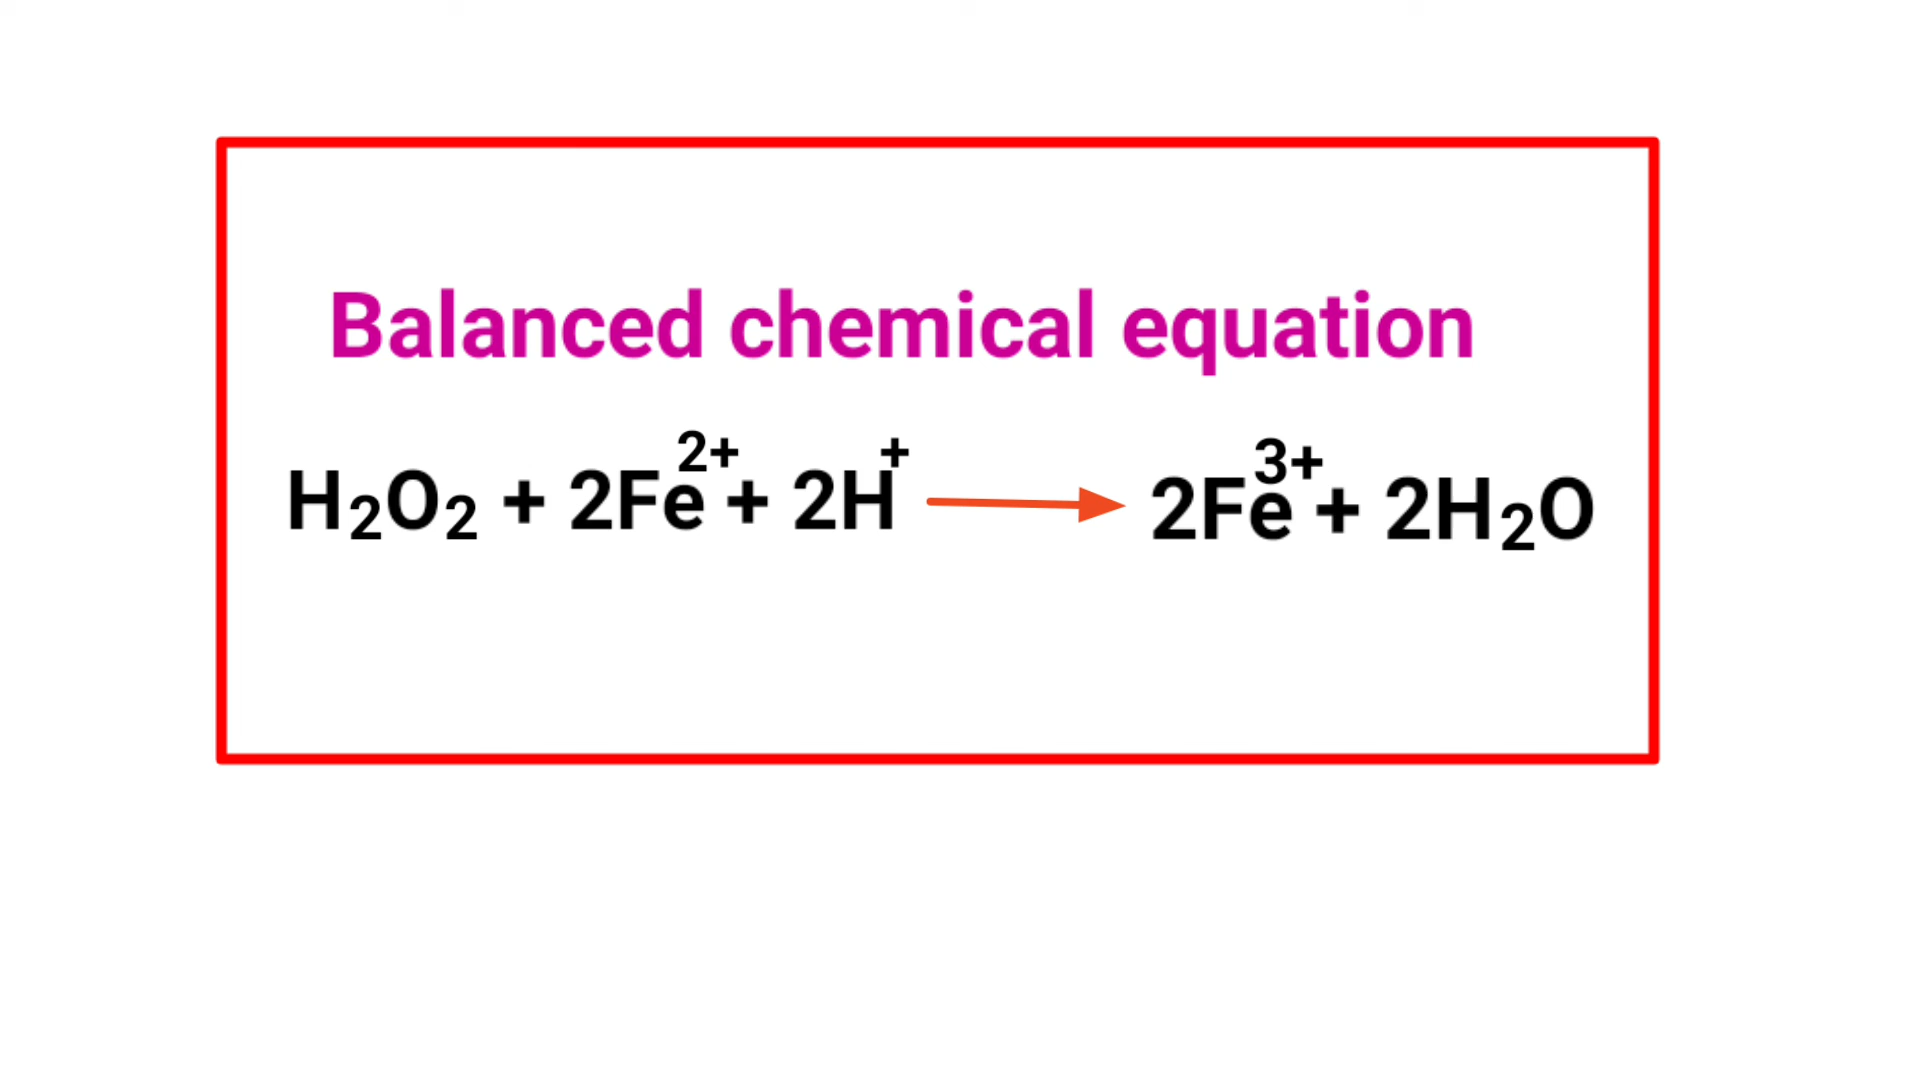 Balanced chemical equation
H₂O₂ + 2Fe²⁺ + 2H⁺ → 2Fe³⁺ + 2H₂O